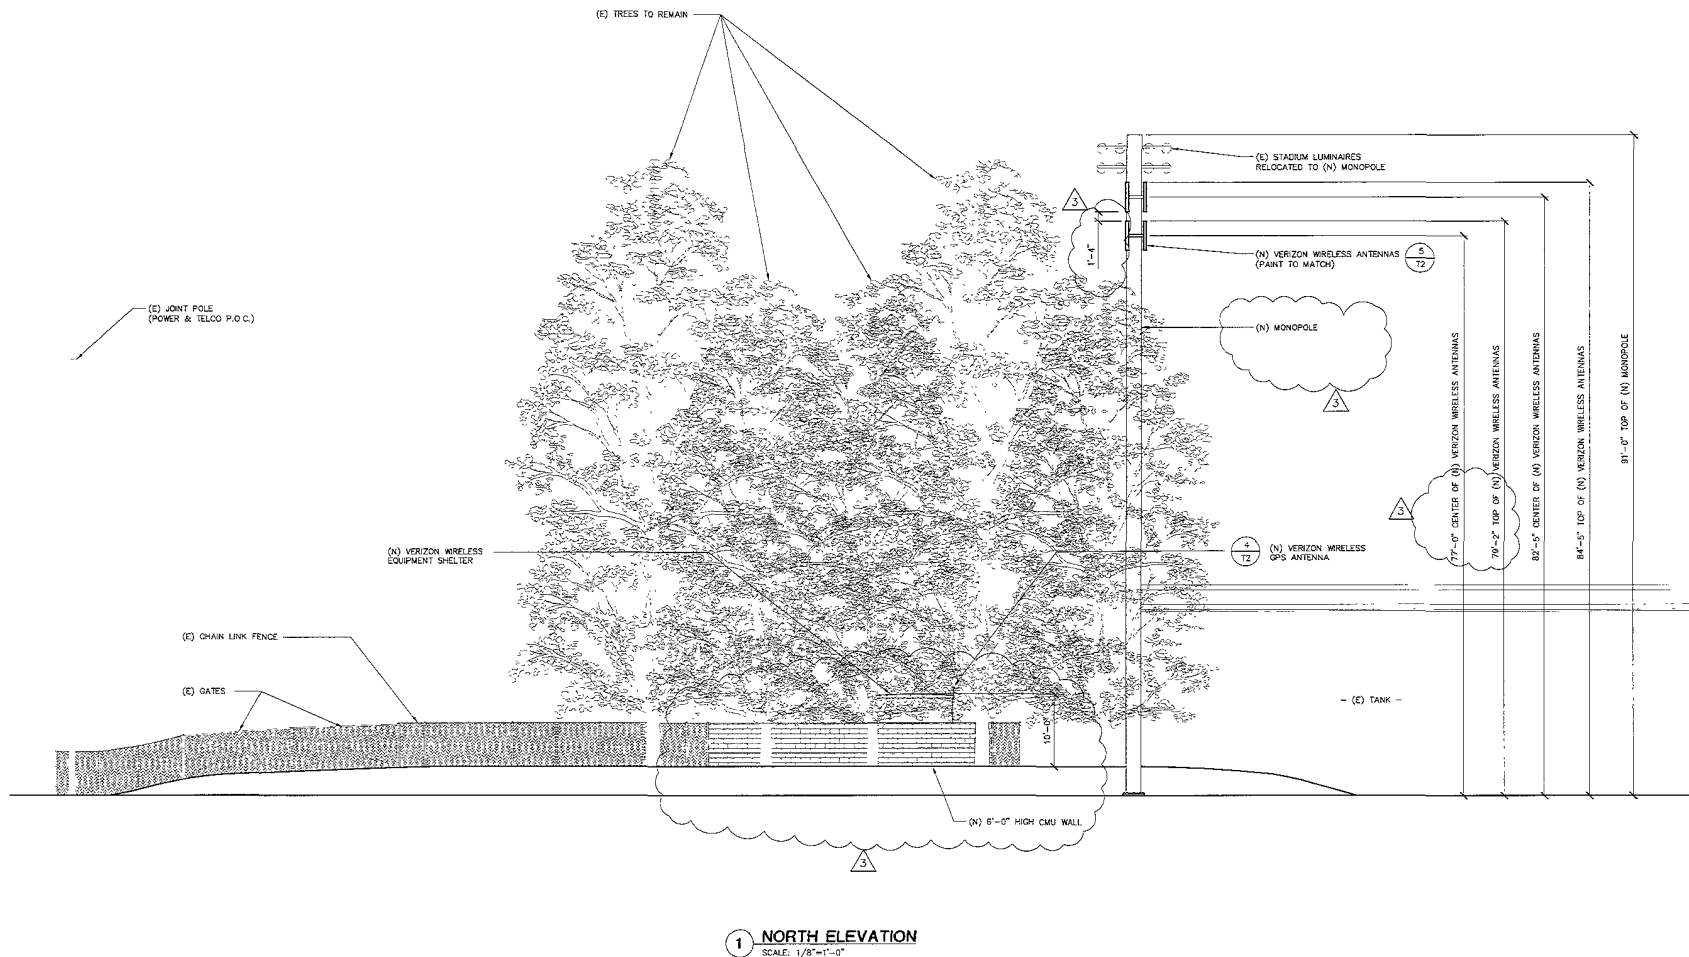 (E) TREES TO REMAIN
(E) STADIUM LUMINAIRES
RELOCATED TO (N) MONOPOLE
3
1'-4"
(N) VERIZON WIRELESS ANTENNAS
(PAINT TO MATCH)
5
T2
(E) JOINT POLE
(POWER & TELCO P.O.C.)
(N) MONOPOLE
3
77'-0" CENTER OF (N) VERIZON WIRELESS ANTENNAS
79'-2" TOP OF (N) VERIZON WIRELESS ANTENNAS
82'-5" CENTER OF (N) VERIZON WIRELESS ANTENNAS
84'-5" TOP OF (N) VERIZON WIRELESS ANTENNAS
91'-0" TOP OF (N) MONOPOLE
3
(N) VERIZON WIRELESS
EQUIPMENT SHELTER
4
T2
(N) VERIZON WIRELESS
GPS ANTENNA
(E) CHAIN LINK FENCE
(E) GATES
- (E) TANK -
10'-0"
(N) 6'-0" HIGH CMU WALL
3
1
NORTH ELEVATION
SCALE: 1/8"=1'-0"